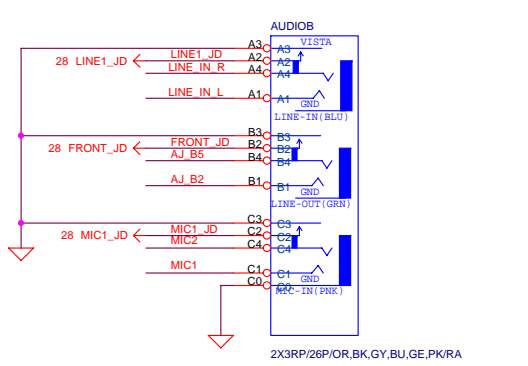 AUDIOB
A3 A3 VISTA
28 LINE1_JD LINE1_JD A2 A2
LINE_IN_R A4 A4
LINE_IN_L A1 A1
GND
LINE-IN(BLU)
B3 B3
28 FRONT_JD FRONT_JD B2 B2
AJ_B5 B4 B4
AJ_B2 B1 B1
GND
LINE-OUT(GRN)
C3 C3
28 MIC1_JD MIC1_JD C2 C2
MIC2 C4 C4
MIC1 C1 C1
GND
C0 C0
MIC-IN(PNK)
2X3RP/26P/OR,BK,GY,BU,GE,PK/RA